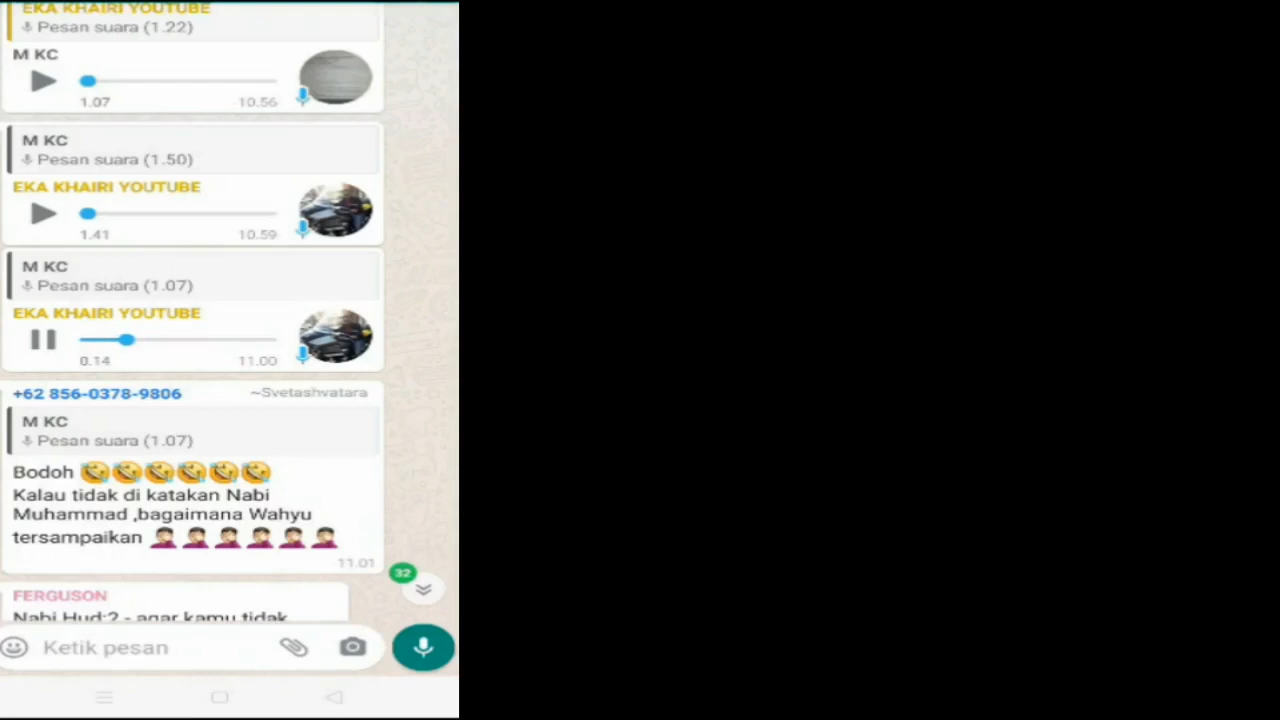 EKA KHAIRI YOUTUBE
Pesan suara (1.22)
M KC
1.07 10.56
M KC
Pesan suara (1.50)
EKA KHAIRI YOUTUBE
1.41 10.59
M KC
Pesan suara (1.07)
EKA KHAIRI YOUTUBE
0.14 11.00
+62 856-0378-9806 ~Svetashvatara
M KC
Pesan suara (1.07)
Bodoh 🤣🤣🤣🤣🤣🤣
Kalau tidak di katakan Nabi
Muhammad ,bagaimana Wahyu
tersampaikan 🤦🏻🤦🏻🤦🏻🤦🏻🤦🏻🤦🏻
11.01
32
FERGUSON
Nabi Hud:2 - agar kamu tidak
Ketik pesan